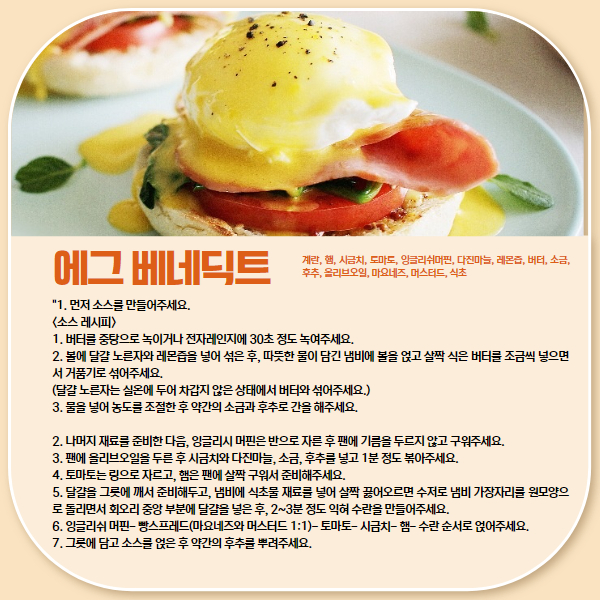 에그 베네딕트
계란, 햄, 시금치, 토마토, 잉글리쉬머핀, 다진마늘, 레몬즙, 버터, 소금,
후추, 올리브오일, 마요네즈, 머스터드, 식초
"1. 먼저 소스를 만들어주세요.
<소스 레시피>
1. 버터를 중탕으로 녹이거나 전자레인지에 30초 정도 녹여주세요.
2. 볼에 달걀 노른자와 레몬즙을 넣어 섞은 후, 따뜻한 물이 담긴 냄비에 볼을 얹고 살짝 식은 버터를 조금씩 넣으면
서 거품기로 섞어주세요.
(달걀 노른자는 실온에 두어 차갑지 않은 상태에서 버터와 섞어주세요.)
3. 물을 넣어 농도를 조절한 후 약간의 소금과 후추로 간을 해주세요.
2. 나머지 재료를 준비한 다음, 잉글리시 머핀은 반으로 자른 후 팬에 기름을 두르지 않고 구워주세요.
3. 팬에 올리브오일을 두른 후 시금치와 다진마늘, 소금, 후추를 넣고 1분 정도 볶아주세요.
4. 토마토는 링으로 자르고, 햄은 팬에 살짝 구워서 준비해주세요.
5. 달걀을 그릇에 깨서 준비해두고, 냄비에 식초물 재료를 넣어 살짝 끓어오르면 수저로 냄비 가장자리를 원모양으
로 돌리면서 회오리 중앙 부분에 달걀을 넣은 후, 2~3분 정도 익혀 수란을 만들어주세요.
6. 잉글리쉬 머핀- 빵스프레드(마요네즈와 머스터드 1:1)- 토마토- 시금치- 햄- 수란 순서로 얹어주세요.
7. 그릇에 담고 소스를 얹은 후 약간의 후추를 뿌려주세요.